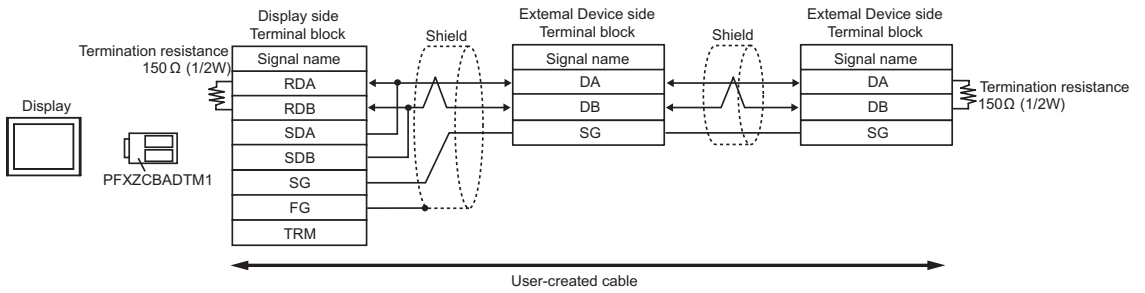 Display side
Terminal block
External Device side
Terminal block
External Device side
Terminal block
Shield
Shield
Termination resistance
150 Ω (1/2W)
Signal name
RDA
RDB
SDA
SDB
SG
FG
TRM
Signal name
DA
DB
SG
Signal name
DA
DB
SG
Termination resistance
150Ω (1/2W)
Display
PFXZCBADTM1
User-created cable